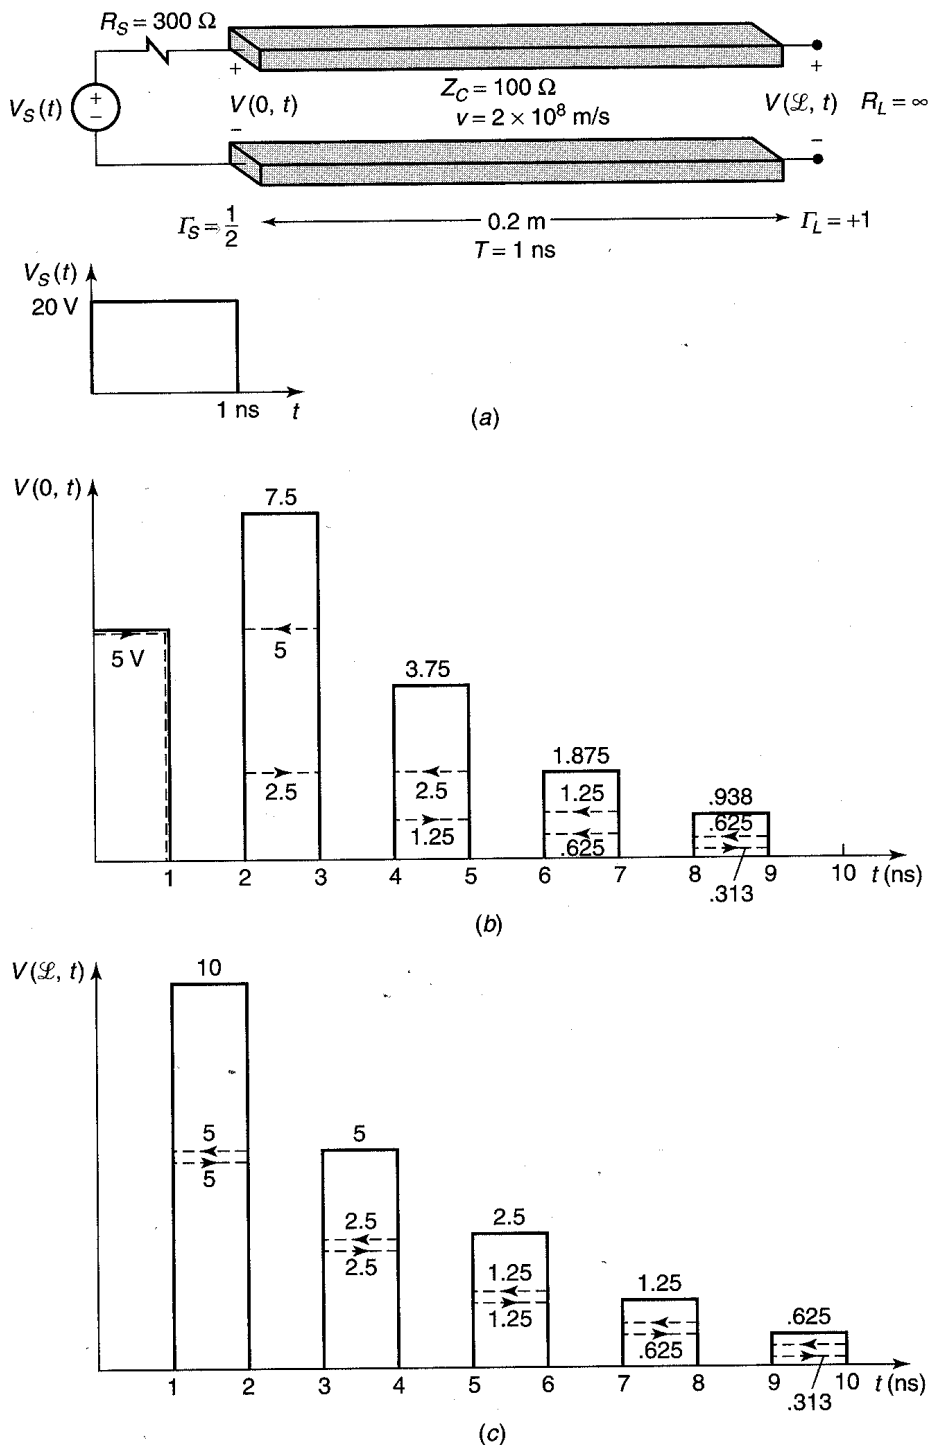 R_S = 300 Ω
V_S(t)
+
−
+
V(0, t)
−
Z_C = 100 Ω
v = 2 × 10⁸ m/s
+
V(ℒ, t)
−
R_L = ∞
Γ_S = 1/2
0.2 m
T = 1 ns
Γ_L = +1
V_S(t)
20 V
1 ns
t
(a)
V(0, t)
5 V
7.5
5
2.5
3.75
2.5
1.25
1.875
1.25
.625
.938
.625
.313
1 2 3 4 5 6 7 8 9 10 t (ns)
(b)
V(ℒ, t)
10
5
5
5
2.5
2.5
2.5
1.25
1.25
1.25
.625
.625
.313
1 2 3 4 5 6 7 8 9 10 t (ns)
(c)